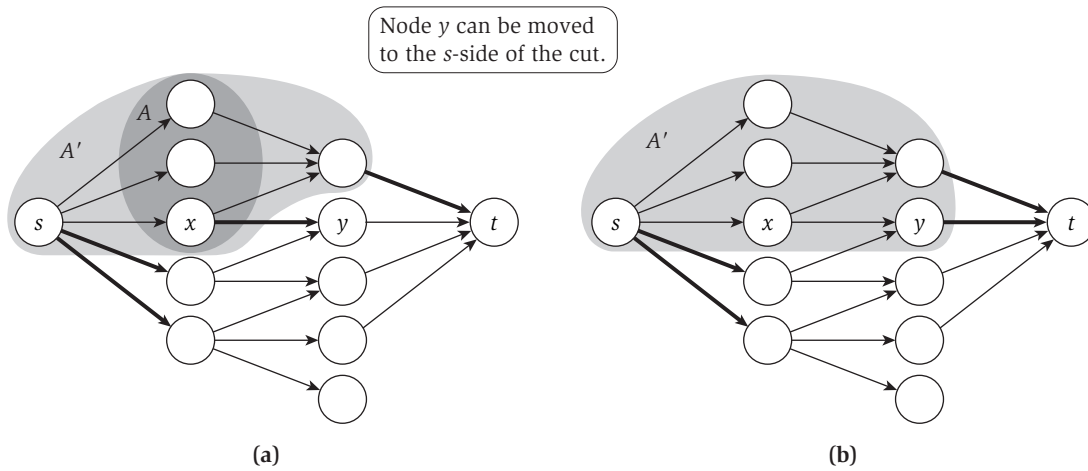 Node y can be moved
to the s-side of the cut.
A
A′
s
x
y
t
(a)
A′
s
x
y
t
(b)